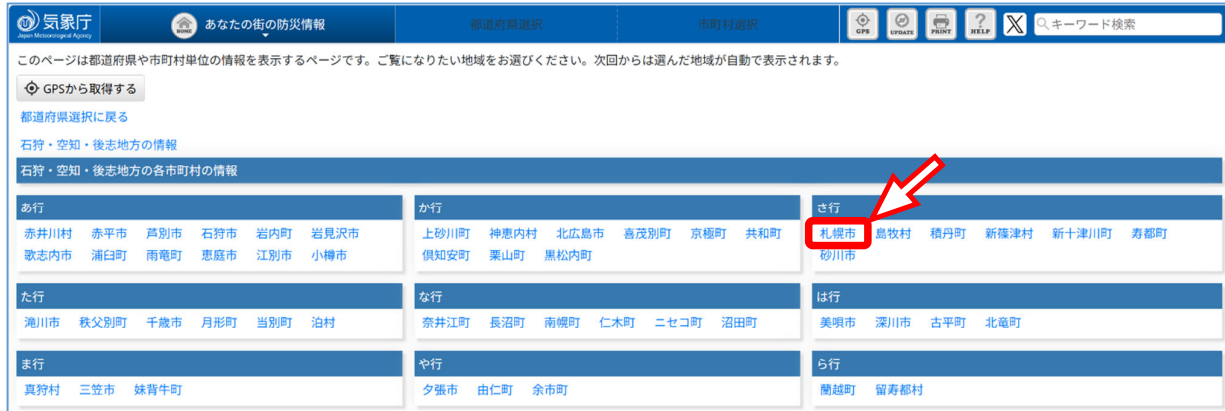 気象庁
Japan Meteorological Agency
HOME
あなたの街の防災情報
都道府県選択
市町村選択
GPS
UPDATE
PRINT
HELP
X
キーワード検索
このページは都道府県や市町村単位の情報を表示するページです。ご覧になりたい地域をお選びください。次回からは選んだ地域が自動で表示されます。
GPSから取得する
都道府県選択に戻る
石狩・空知・後志地方の情報
石狩・空知・後志地方の各市町村の情報
あ行
赤井川村 赤平市 芦別市 石狩市 岩内町 岩見沢市
歌志内市 浦臼町 雨竜町 恵庭市 江別市 小樽市
か行
上砂川町 神恵内村 北広島市 喜茂別町 京極町 共和町
倶知安町 栗山町 黒松内町
さ行
札幌市 島牧村 積丹町 新篠津村 新十津川町 寿都町
砂川市
た行
滝川市 秩父別町 千歳市 月形町 当別町 泊村
な行
奈井江町 長沼町 南幌町 仁木町 ニセコ町 沼田町
は行
美唄市 深川市 古平町 北竜町
ま行
真狩村 三笠市 妹背牛町
や行
夕張市 由仁町 余市町
ら行
蘭越町 留寿都村